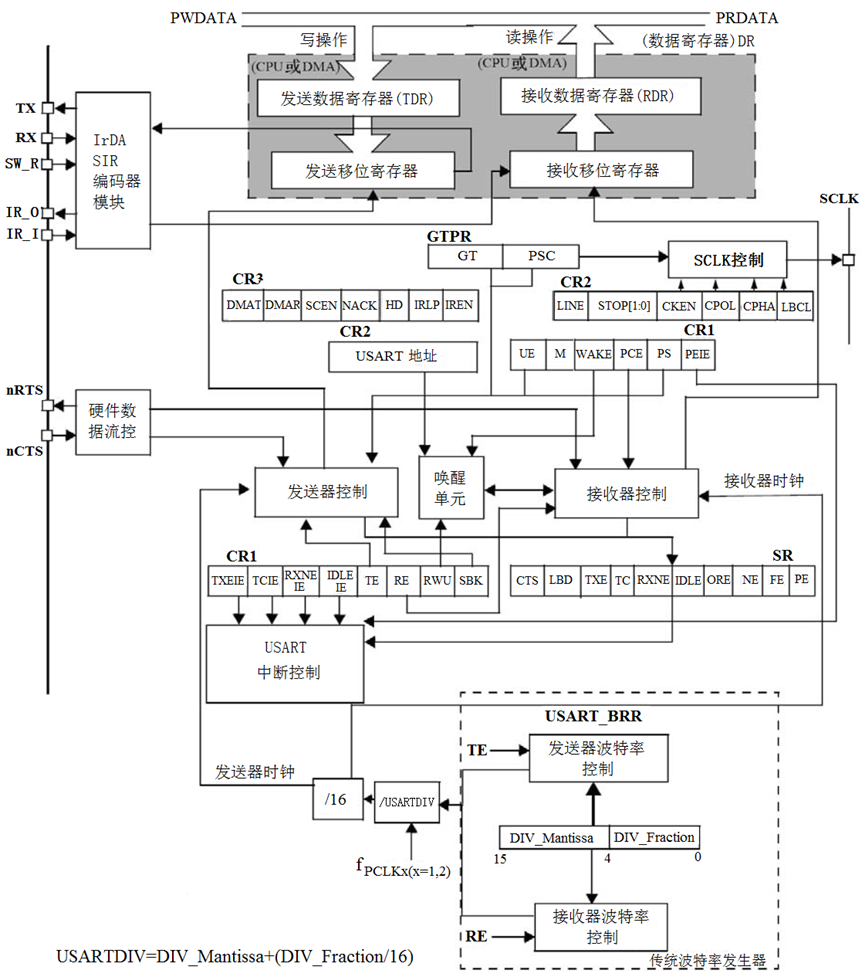 PWDATA
PRDATA
写操作
读操作
(数据寄存器)DR
(CPU或DMA)
(CPU或DMA)
发送数据寄存器(TDR)
接收数据寄存器(RDR)
TX
RX
SW_R
IR_O
IR_I
IrDA
SIR
编码器
模块
发送移位寄存器
接收移位寄存器
SCLK
GTPR
GT
PSC
SCLK控制
CR3
DMAT
DMAR
SCEN
NACK
HD
IRLP
IREN
CR2
LINE
STOP[1:0]
CKEN
CPOL
CPHA
LBCL
CR2
USART 地址
CR1
UE
M
WAKE
PCE
PS
PEIE
nRTS
nCTS
硬件数
据流控
发送器控制
唤醒
单元
接收器控制
接收器时钟
CR1
TXEIE
TCIE
RXNE
IE
IDLE
IE
TE
RE
RWU
SBK
SR
CTS
LBD
TXE
TC
RXNE
IDLE
ORE
NE
FE
PE
USART
中断控制
USART_BRR
TE
发送器波特率
控制
发送器时钟
/16
/USARTDIV
fPCLKx(x=1,2)
DIV_Mantissa
DIV_Fraction
15
4
0
RE
接收器波特率
控制
传统波特率发生器
USARTDIV=DIV_Mantissa+(DIV_Fraction/16)